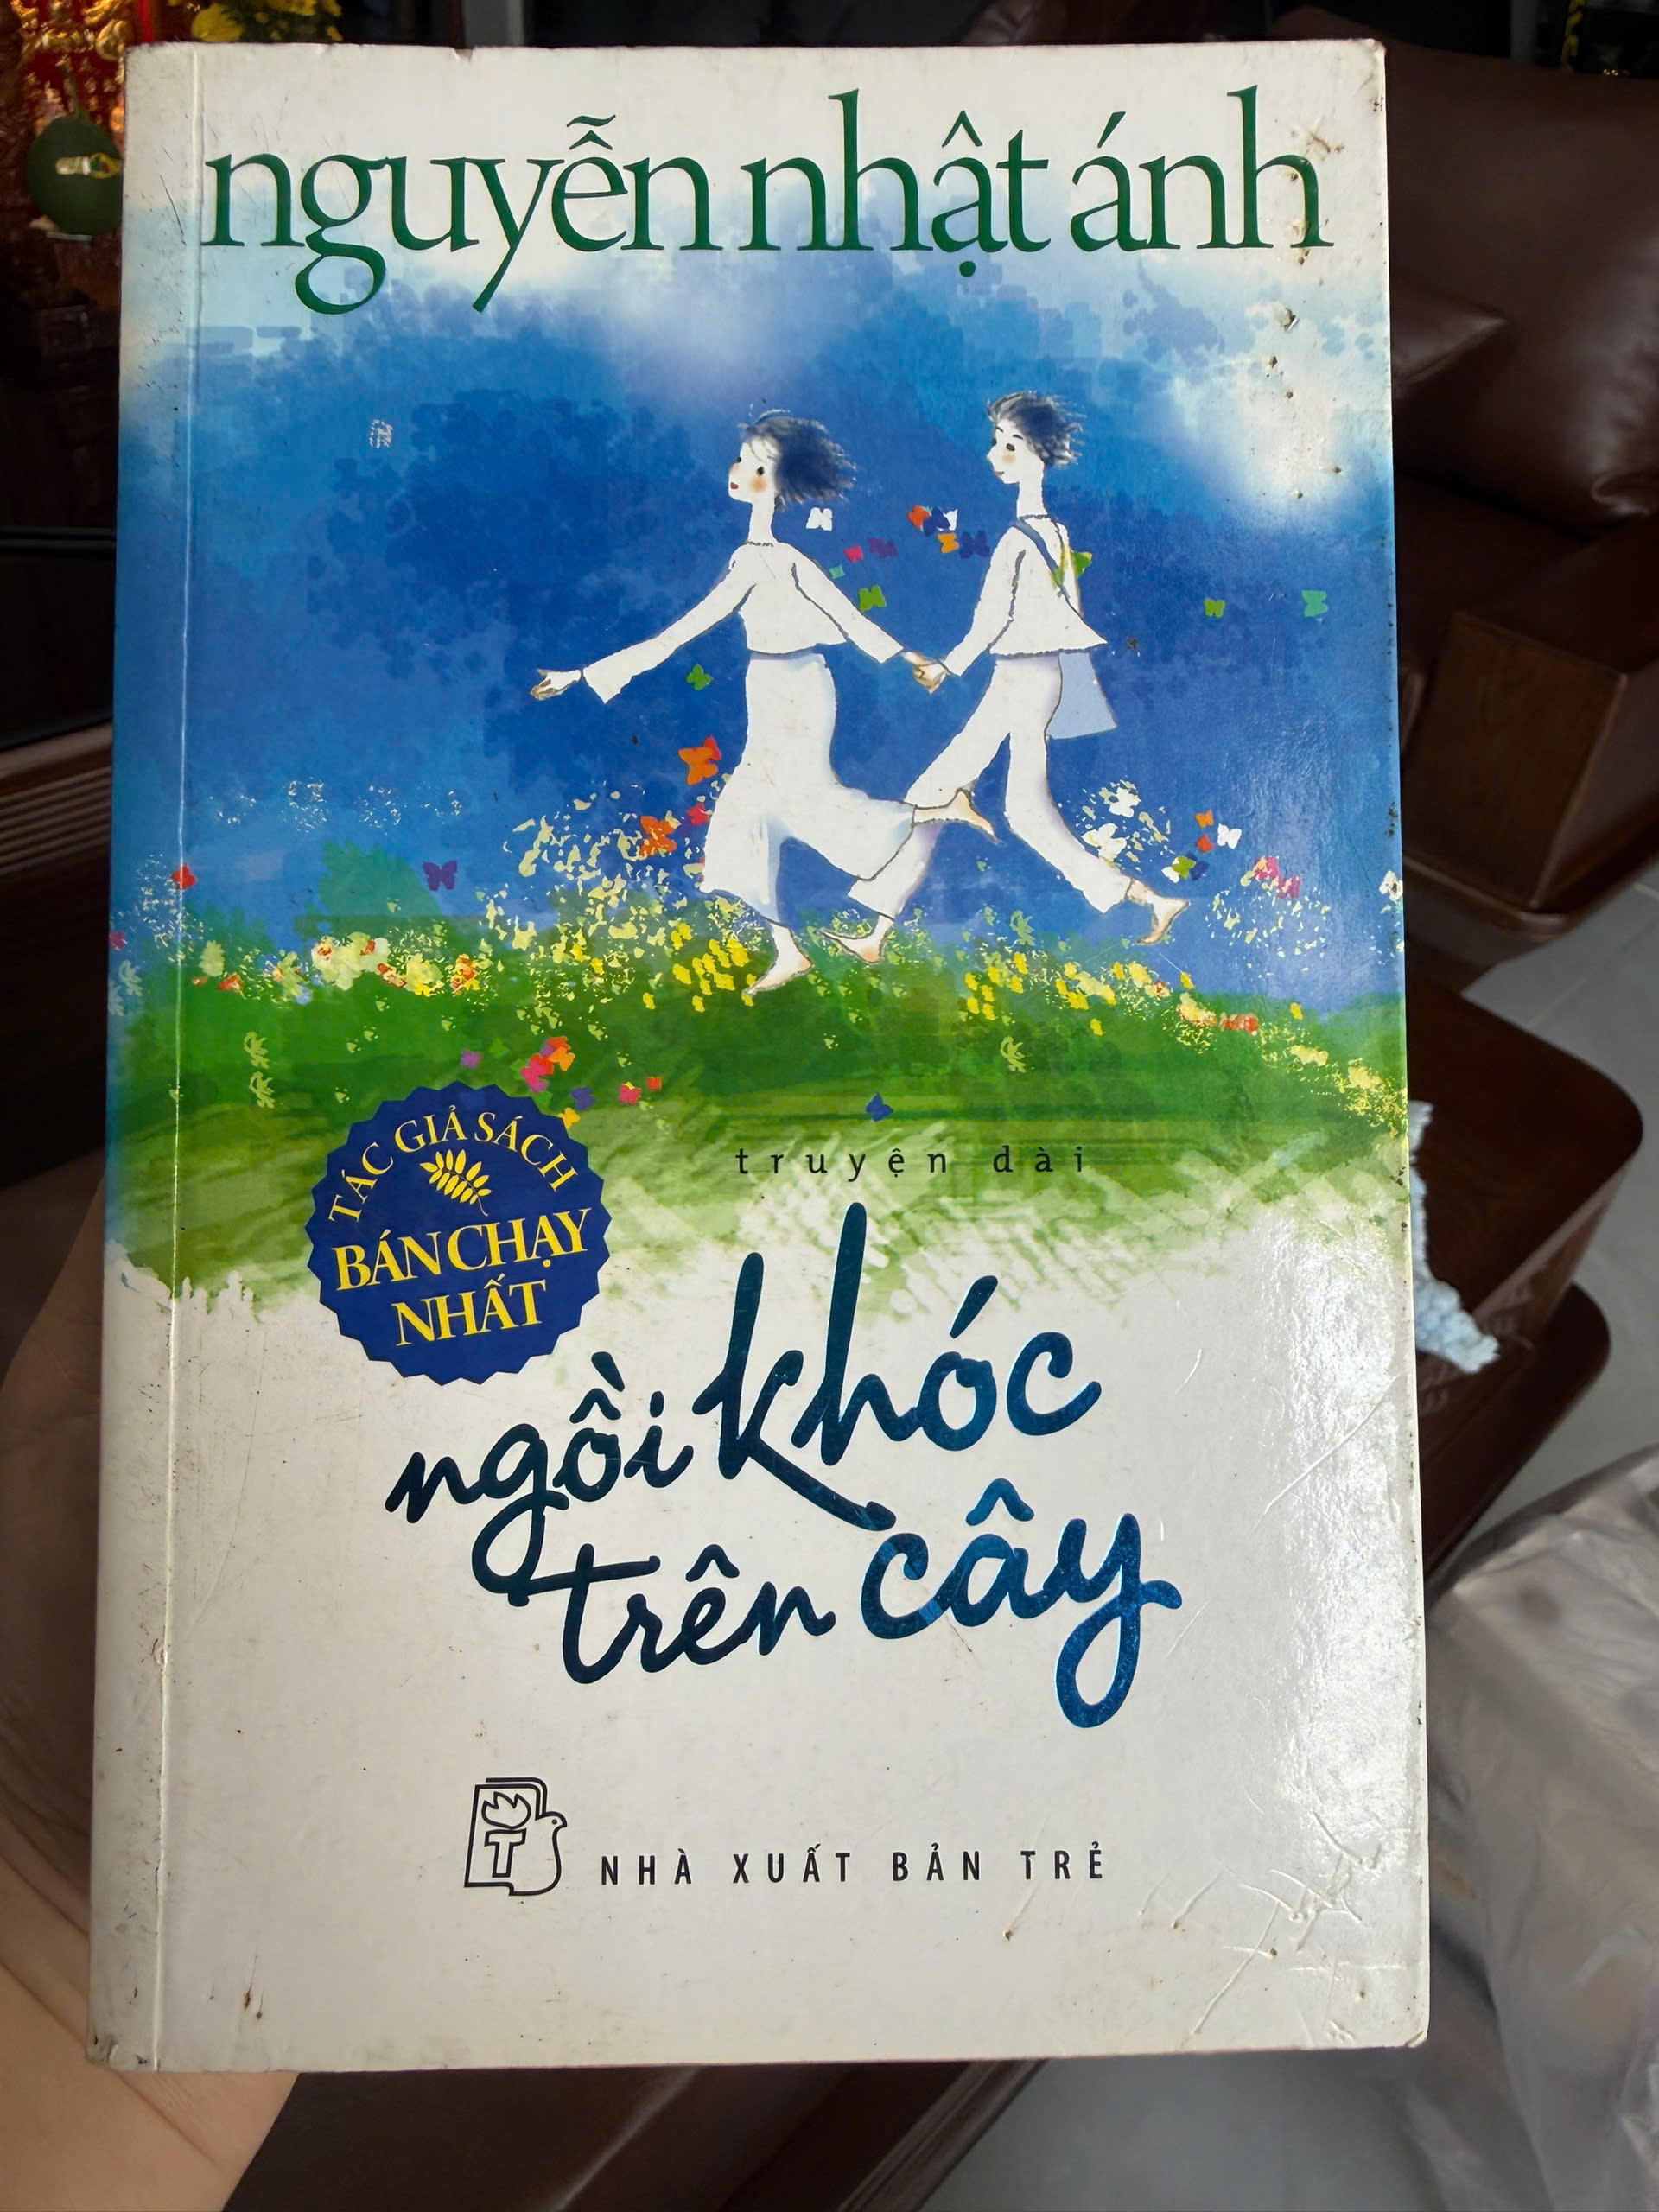 nguyễn nhật ánh
TÁC GIẢ SÁCH
BÁN CHẠY
NHẤT
truyện dài
ngồi khóc
trên cây
T
NHÀ XUẤT BẢN TRẺ